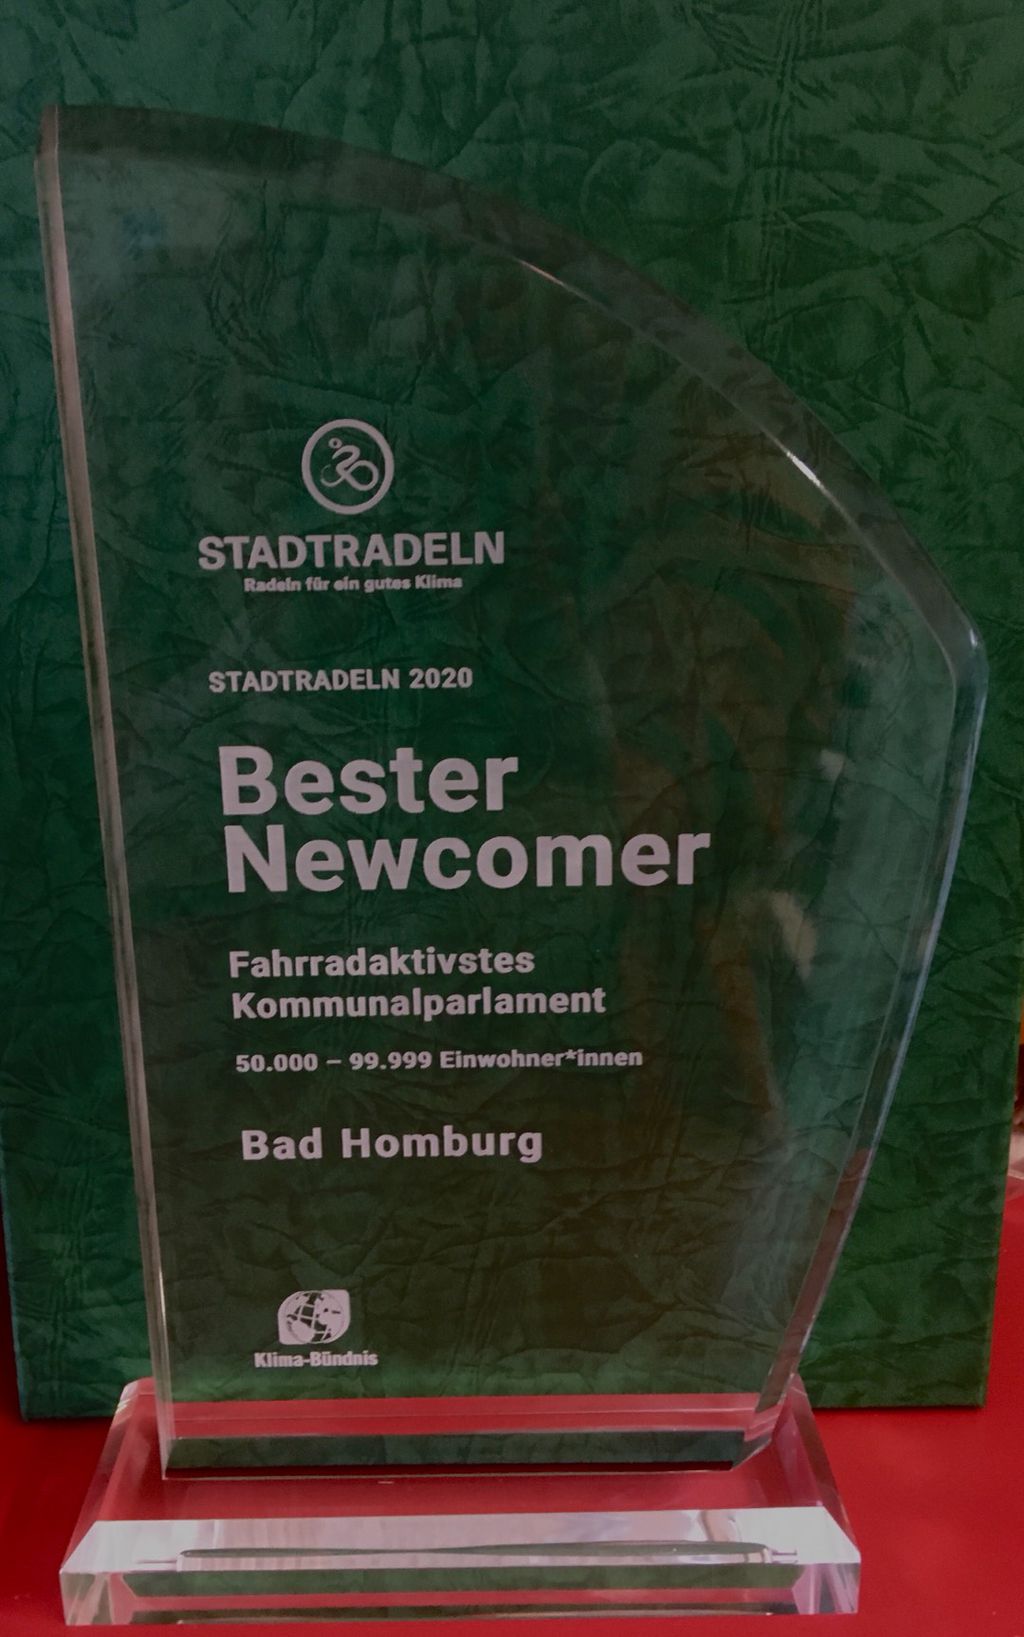 STADTRADELN
Radeln für ein gutes Klima
STADTRADELN 2020
Bester
Newcomer
Fahrradaktivstes
Kommunalparlament
50.000 – 99.999 Einwohner*innen
Bad Homburg
Klima-Bündnis